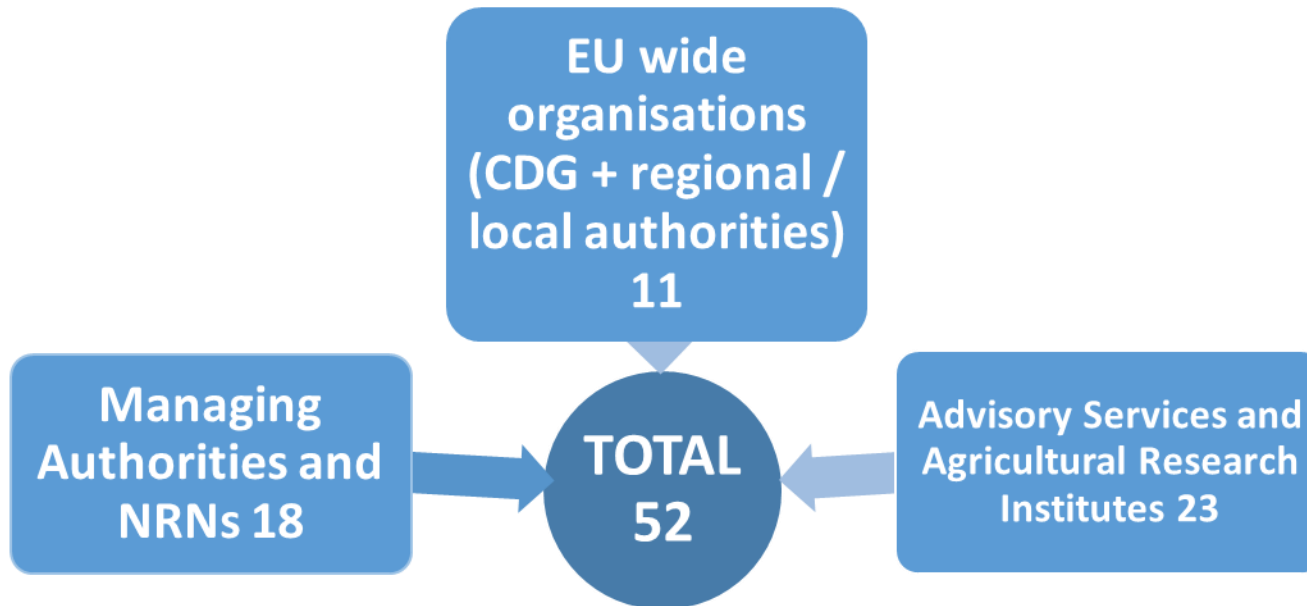 EU wide
organisations
(CDG + regional /
local authorities)
11
Managing
Authorities and
NRNs 18
TOTAL
52
Advisory Services and
Agricultural Research
Institutes 23